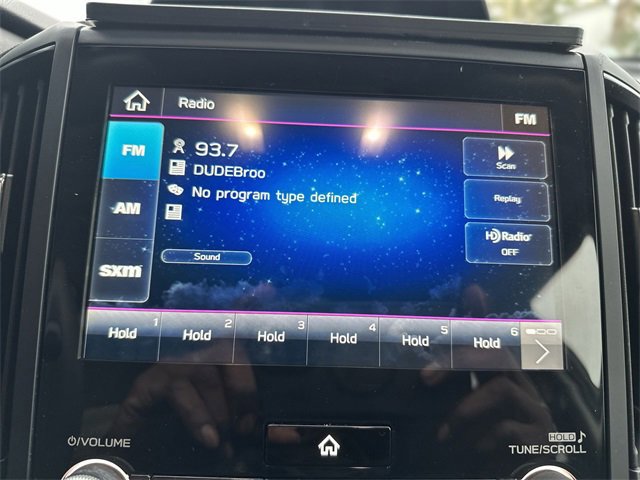 Radio
FM
FM
93.7
Scan
DUDEBroo
No program type defined
Replay
AM
HD Radio
OFF
sxm
Sound
Hold 1 Hold 2 Hold 3 Hold 4 Hold 5 Hold 6
/VOLUME
HOLD
TUNE/SCROLL